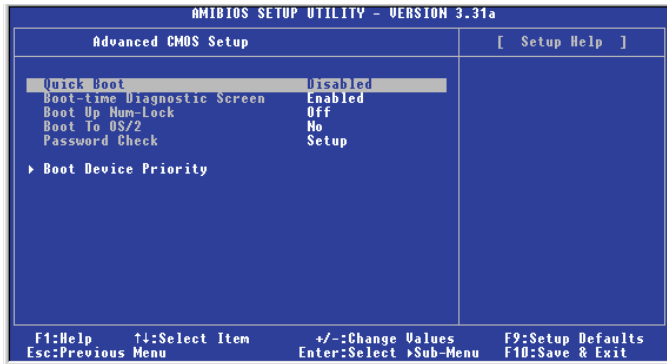 AMIBIOS SETUP UTILITY - VERSION 3.31a
Advanced CMOS Setup [ Setup Help ]
Quick Boot Disabled
Boot-time Diagnostic Screen Enabled
Boot Up Num-Lock Off
Boot To OS/2 No
Password Check Setup
▸ Boot Device Priority
F1:Help ↑↓:Select Item +/-:Change Values F9:Setup Defaults
Esc:Previous Menu Enter:Select ▸Sub-Menu F10:Save & Exit